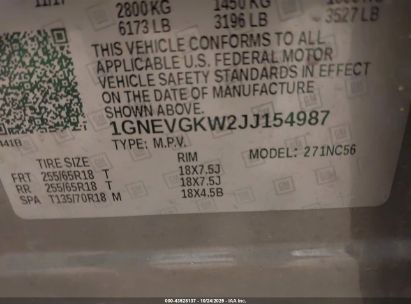 11/17
2800 KG 1450 KG
6173 LB 3196 LB 3527 LB
THIS VEHICLE CONFORMS TO ALL
APPLICABLE U.S. FEDERAL MOTOR
VEHICLE SAFETY STANDARDS IN EFFECT
ON THE DATE OF MANUFACTURE
SHOWN ABOVE.
1GNEVGKW2JJ154987
TYPE: M.P.V. MODEL: 271NC56
TIRE SIZE RIM
FRT 255/65R18 T 18X7.5J
RR 255/65R18 T 18X7.5J
SPA T135/70R18 M 18X4.5B